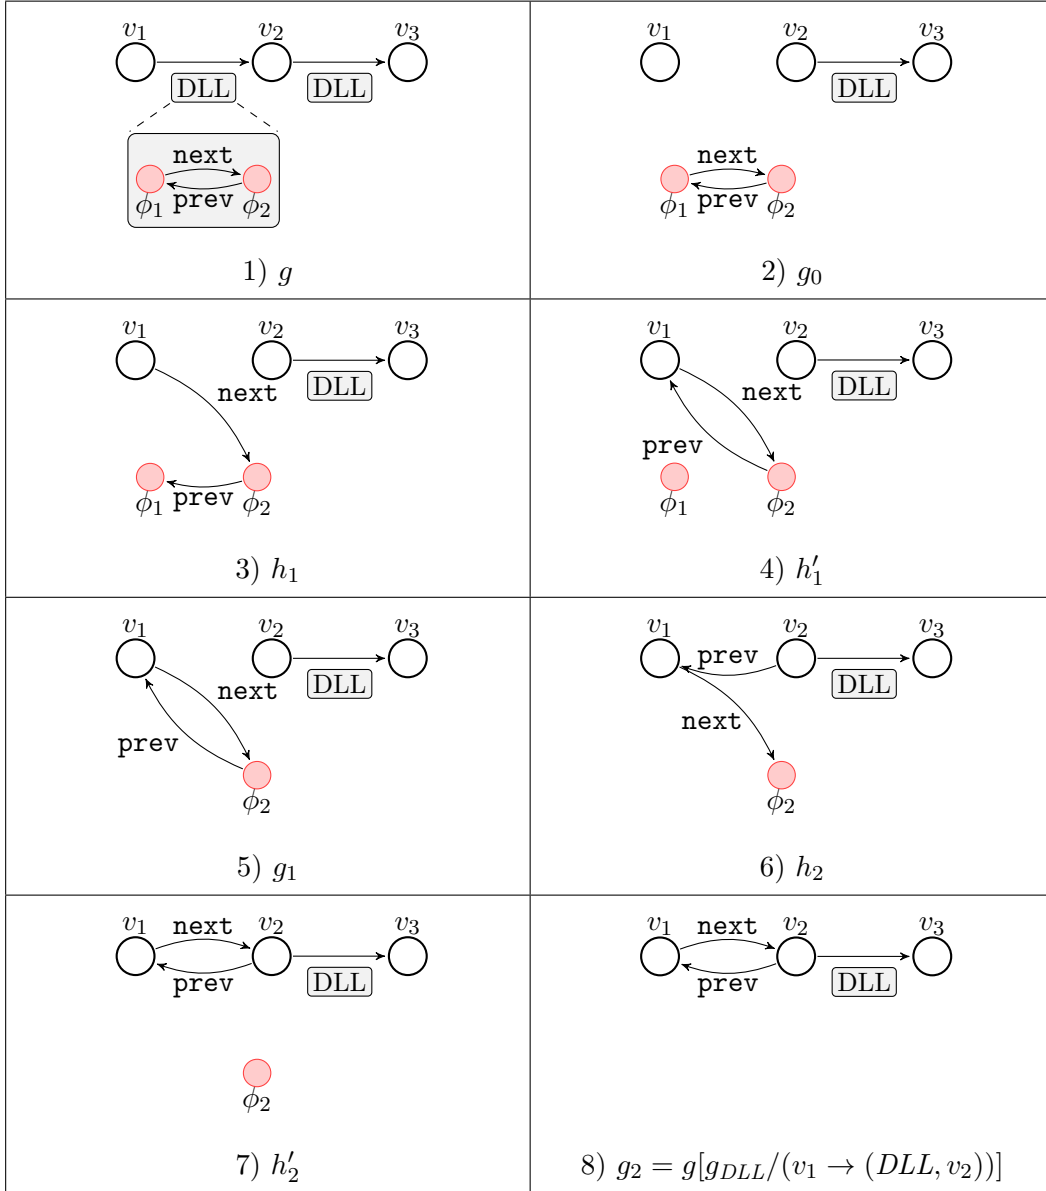 v1 v2 v3
DLL DLL
next
prev
ϕ1 ϕ2
1) g
v1 v2 v3
DLL
next
prev
ϕ1 ϕ2
2) g0
v1 v2 v3
next DLL
prev
ϕ1 ϕ2
3) h1
v1 v2 v3
next DLL
prev
ϕ1 ϕ2
4) h′1
v1 v2 v3
next DLL
prev
ϕ2
5) g1
v1 v2 v3
prev
DLL
next
ϕ2
6) h2
v1 next v2 v3
prev DLL
ϕ2
7) h′2
v1 next v2 v3
prev DLL
8) g2 = g[gDLL/(v1 → (DLL, v2))]